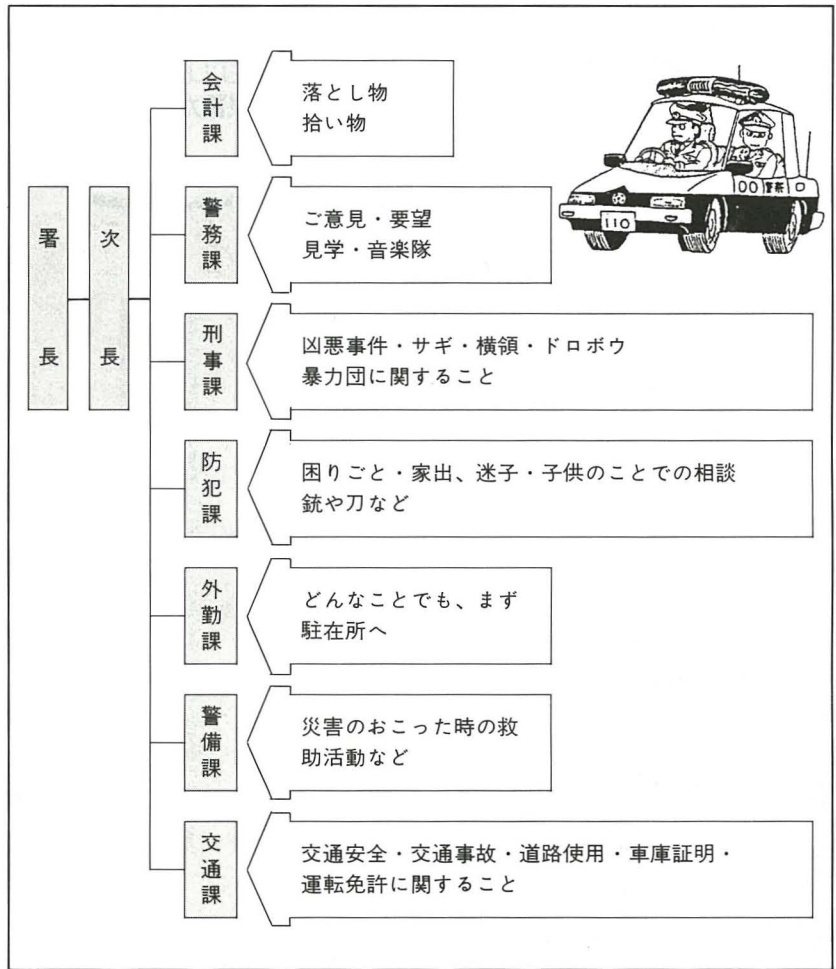 署長
次長
会計課
落とし物
拾い物
警務課
ご意見・要望
見学・音楽隊
刑事課
凶悪事件・サギ・横領・ドロボウ
暴力団に関すること
防犯課
困りごと・家出、迷子・子供のことでの相談
銃や刀など
外勤課
どんなことでも、まず
駐在所へ
警備課
災害のおこった時の救
助活動など
交通課
交通安全・交通事故・道路使用・車庫証明・
運転免許に関すること
〇〇警察
110